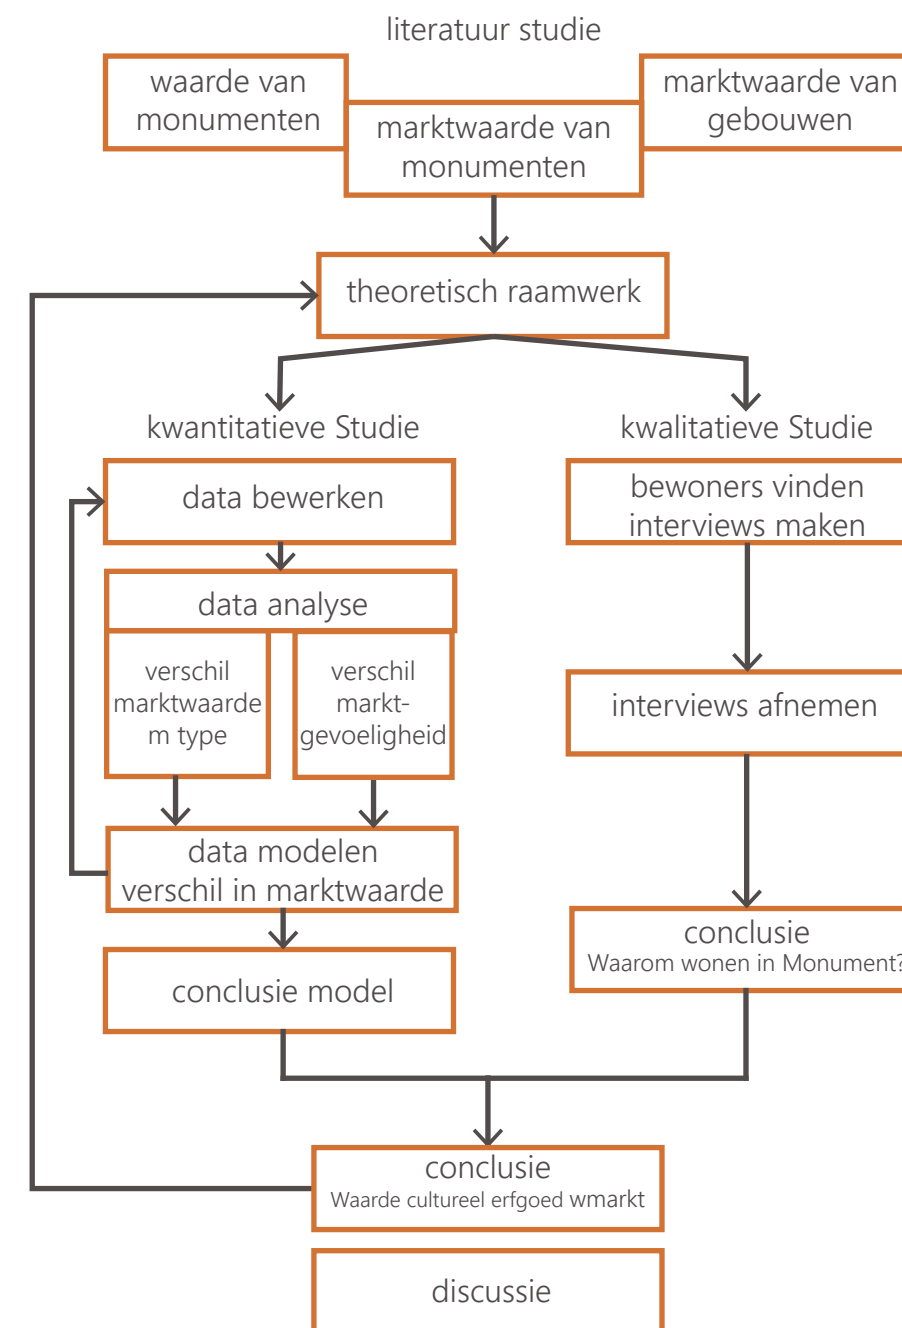 literatuur studie
waarde van
monumenten
marktwaarde van
monumenten
marktwaarde van
gebouwen
theoretisch raamwerk
kwantitatieve Studie
data bewerken
data analyse
verschil
marktwaarde
m type
verschil
markt-
gevoeligheid
data modelen
verschil in marktwaarde
conclusie model
kwalitatieve Studie
bewoners vinden
interviews maken
interviews afnemen
conclusie
Waarom wonen in Monument?
conclusie
Waarde cultureel erfgoed wmarkt
discussie